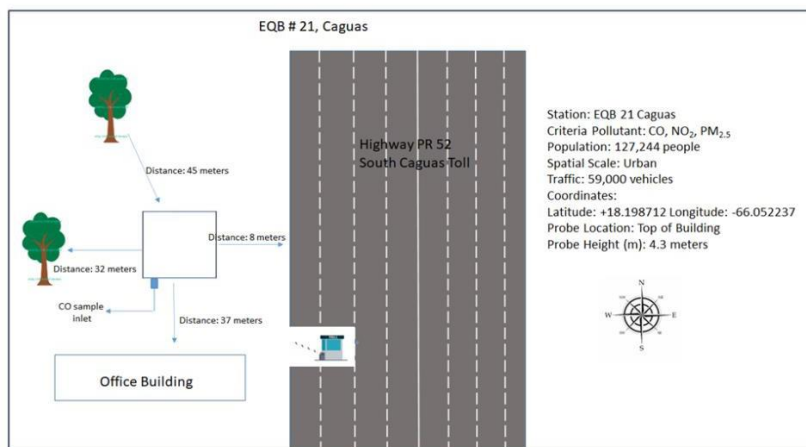 EQB # 21, Caguas
Highway PR 52
South Caguas Toll
Distance: 45 meters
Distance: 8 meters
Distance: 32 meters
CO sample
inlet
Distance: 37 meters
Office Building
Station: EQB 21 Caguas
Criteria Pollutant: CO, NO₂, PM₂.₅
Population: 127,244 people
Spatial Scale: Urban
Traffic: 59,000 vehicles
Coordinates:
Latitude: +18.198712 Longitude: -66.052237
Probe Location: Top of Building
Probe Height (m): 4.3 meters
N
W E
S